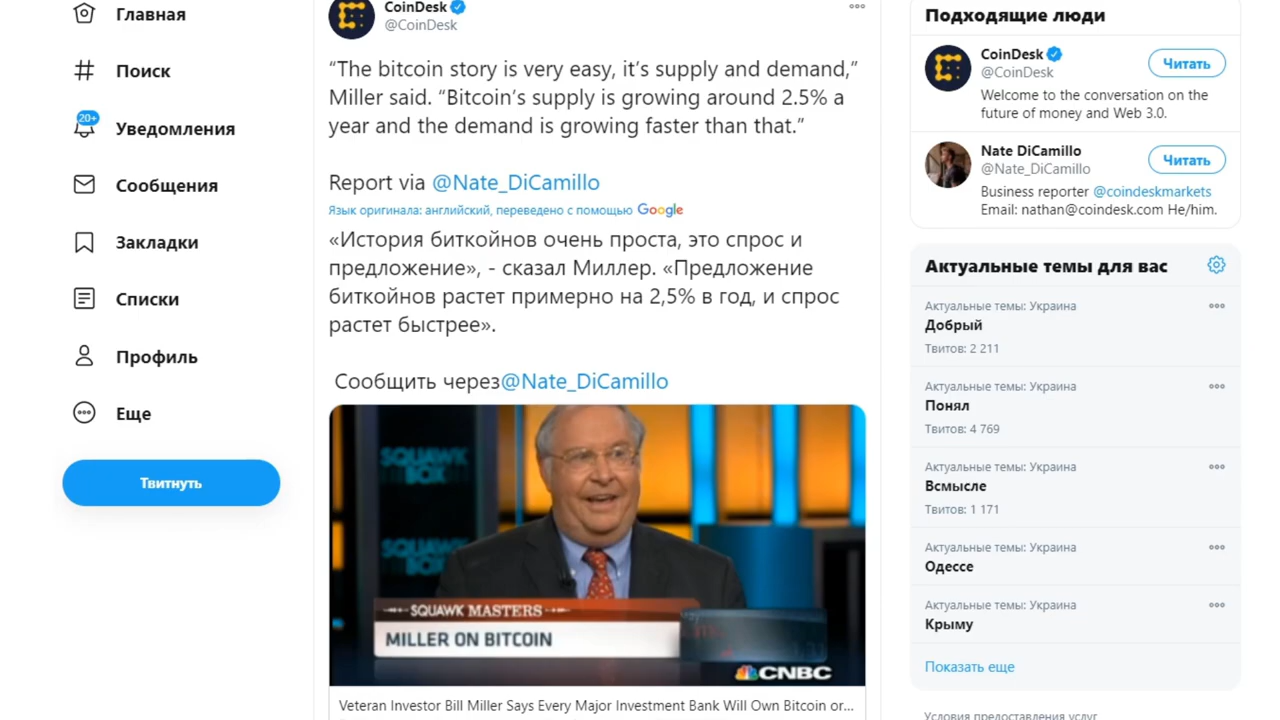 Главная
Поиск
20+
Уведомления
Сообщения
Закладки
Списки
Профиль
Еще
Твитнуть
CoinDesk
@CoinDesk
“The bitcoin story is very easy, it’s supply and demand,”
Miller said. “Bitcoin’s supply is growing around 2.5% a
year and the demand is growing faster than that.”
Report via @Nate_DiCamillo
Язык оригинала: английский, переведено с помощью Google
«История биткойнов очень проста, это спрос и
предложение», - сказал Миллер. «Предложение
биткойнов растет примерно на 2,5% в год, и спрос
растет быстрее».
Сообщить через@Nate_DiCamillo
SQUAWK
BOX
SQUAWK
BOX
SQUAWK MASTERS
MILLER ON BITCOIN
CNBC
Veteran Investor Bill Miller Says Every Major Investment Bank Will Own Bitcoin or...
Подходящие люди
CoinDesk
@CoinDesk
Читать
Welcome to the conversation on the
future of money and Web 3.0.
Nate DiCamillo
@Nate_DiCamillo
Читать
Business reporter @coindeskmarkets
Email: nathan@coindesk.com He/him.
Актуальные темы для вас
Актуальные темы: Украина
Добрый
Твитов: 2 211
Актуальные темы: Украина
Понял
Твитов: 4 769
Актуальные темы: Украина
Всмысле
Твитов: 1 171
Актуальные темы: Украина
Одессе
Актуальные темы: Украина
Крыму
Показать еще
Условия предоставления услуг